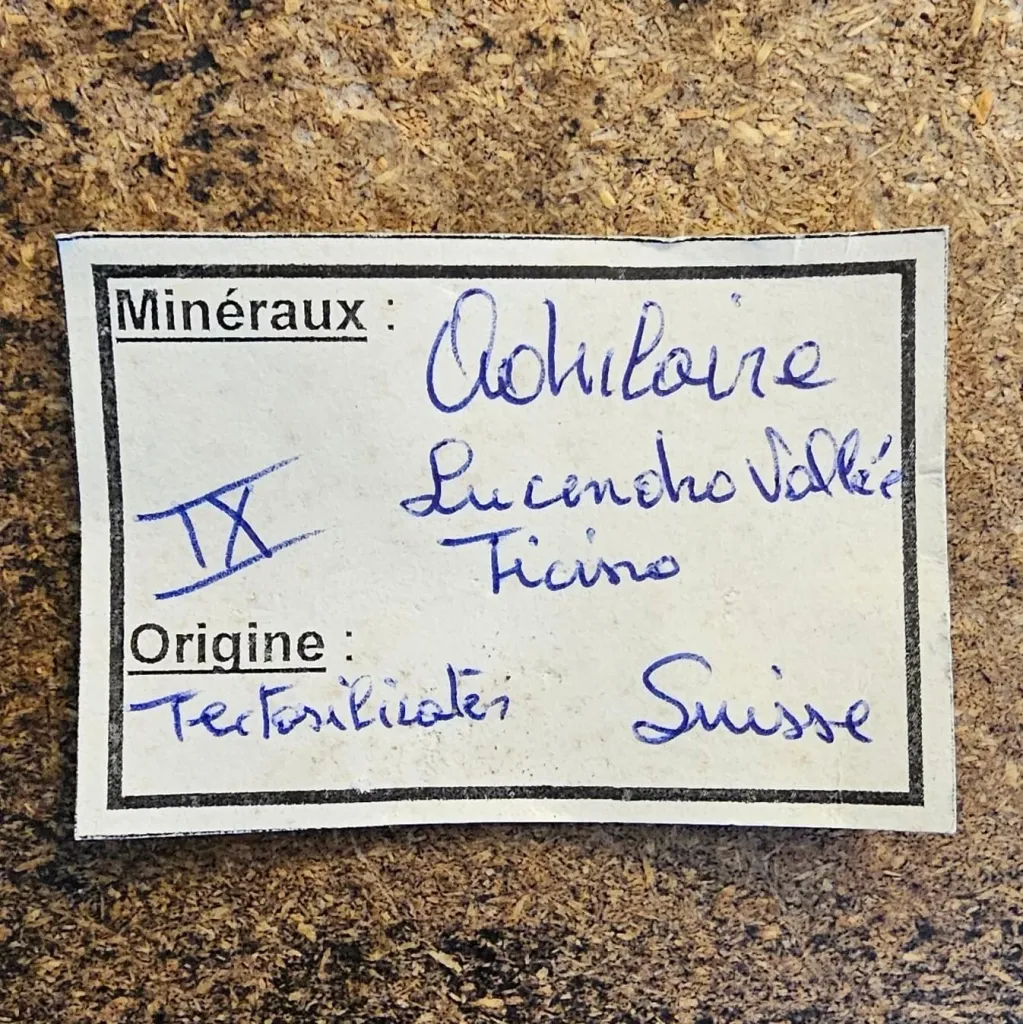 Minéraux : Adulaire
Lucendro Vallée
IX
Ticino
Origine :
Tectosilicates Suisse